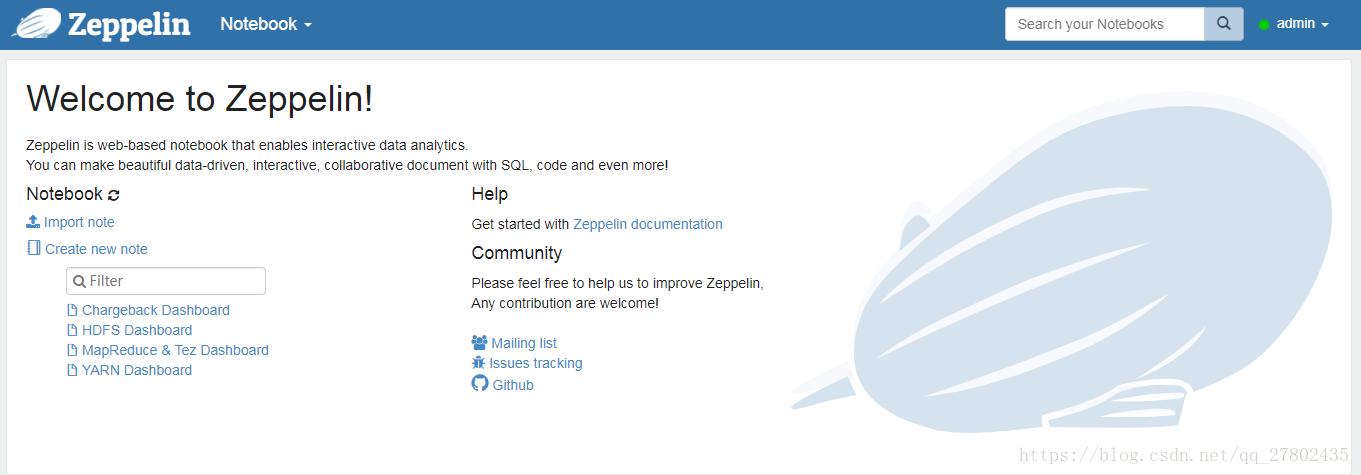 Zeppelin
Notebook
Search your Notebooks
admin
Welcome to Zeppelin!
Zeppelin is web-based notebook that enables interactive data analytics.
You can make beautiful data-driven, interactive, collaborative document with SQL, code and even more!
Notebook
Import note
Create new note
Filter
Chargeback Dashboard
HDFS Dashboard
MapReduce & Tez Dashboard
YARN Dashboard
Help
Get started with Zeppelin documentation
Community
Please feel free to help us to improve Zeppelin,
Any contribution are welcome!
Mailing list
Issues tracking
Github
https://blog.csdn.net/qq_27802435